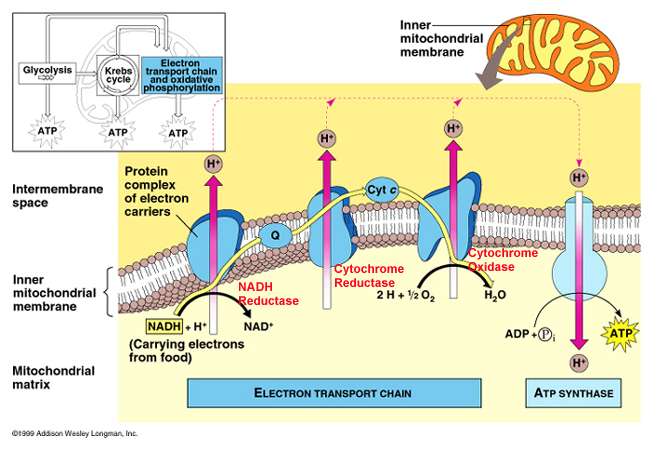 Glycolysis
Krebs
cycle
Electron
transport chain
and oxidative
phosphorylation
ATP
ATP
ATP
Inner
mitochondrial
membrane
H⁺
H⁺
H⁺
H⁺
Protein
complex
of electron
carriers
Intermembrane
space
Cyt c
Q
Inner
mitochondrial
membrane
NADH
Reductase
Cytochrome
Reductase
Cytochrome
Oxidase
NADH + H⁺
NAD⁺
(Carrying electrons
from food)
2 H + ½ O₂
H₂O
ADP + Pᵢ
ATP
H⁺
Mitochondrial
matrix
ELECTRON TRANSPORT CHAIN
ATP SYNTHASE
©1999 Addison Wesley Longman, Inc.